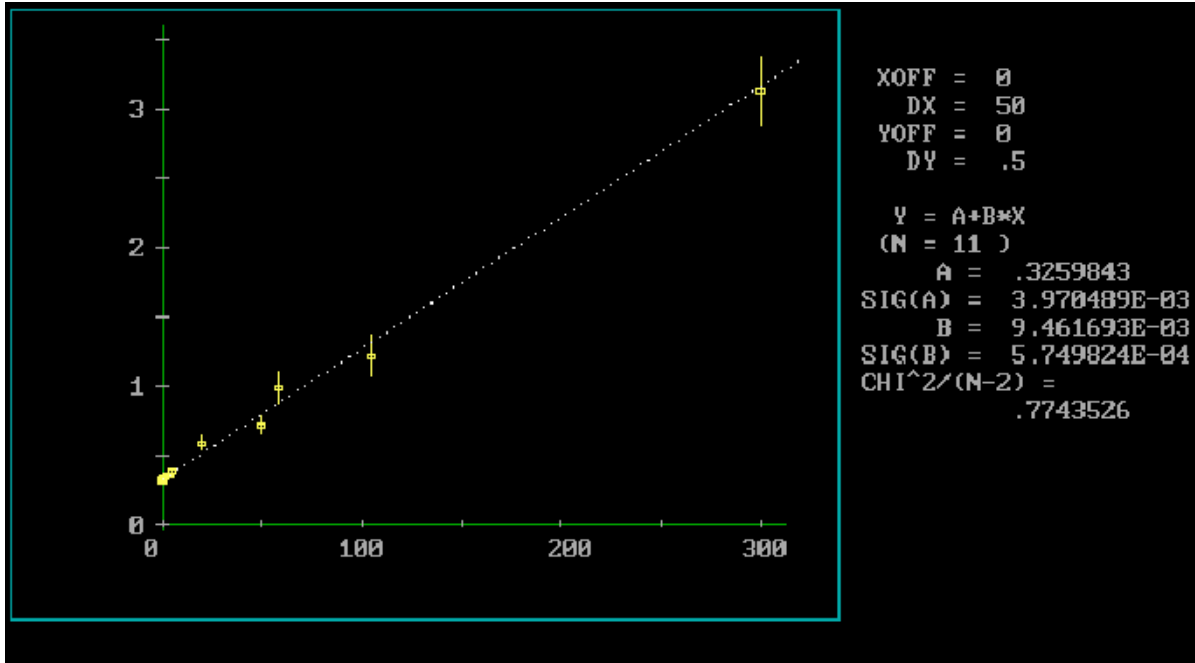 3
2
1
0
0 100 200 300
XOFF = 0
DX = 50
YOFF = 0
DY = .5
Y = A+B*X
(N = 11 )
A = .3259843
SIG(A) = 3.970489E-03
B = 9.461693E-03
SIG(B) = 5.749824E-04
CHI^2/(N-2) =
.7743526